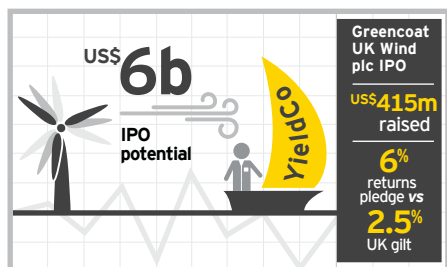 US$6b
IPO
potential
YieldCo
Greencoat
UK Wind
plc IPO
US$415m
raised
6%
returns
pledge vs
2.5%
UK gilt